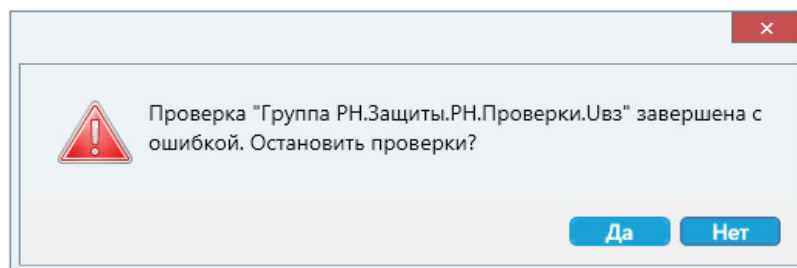 Проверка "Группа РН.Защиты.РН.Проверки.Uвз" завершена с
ошибкой. Остановить проверки?
Да
Нет